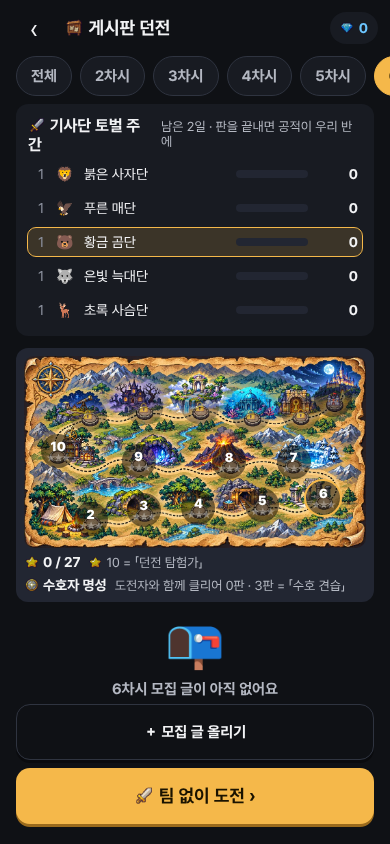 게시판 던전
0
전체
2차시
3차시
4차시
5차시
기사단 토벌 주
간
남은 2일 · 판을 끝내면 공적이 우리 반
에
1 붉은 사자단 0
1 푸른 매단 0
1 황금 곰단 0
1 은빛 늑대단 0
1 초록 사슴단 0
10
9
8
7
2
3
4
5
6
0 / 27 10 = 「던전 탐험가」
수호자 명성 도전자와 함께 클리어 0판 · 3판 = 「수호 견습」
6차시 모집 글이 아직 없어요
+ 모집 글 올리기
팀 없이 도전 ›